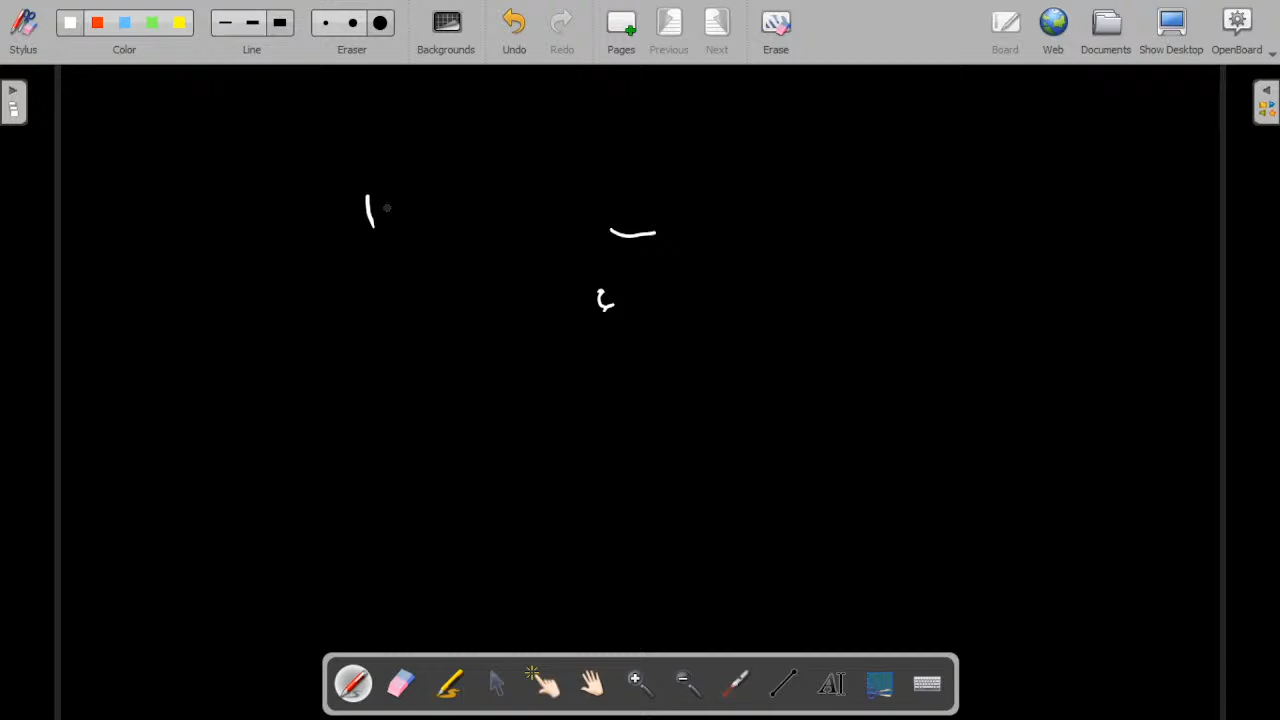 Stylus
Color
Line
Eraser
Backgrounds
Undo
Redo
Pages
Previous
Next
Erase
Board
Web
Documents
Show Desktop
OpenBoard